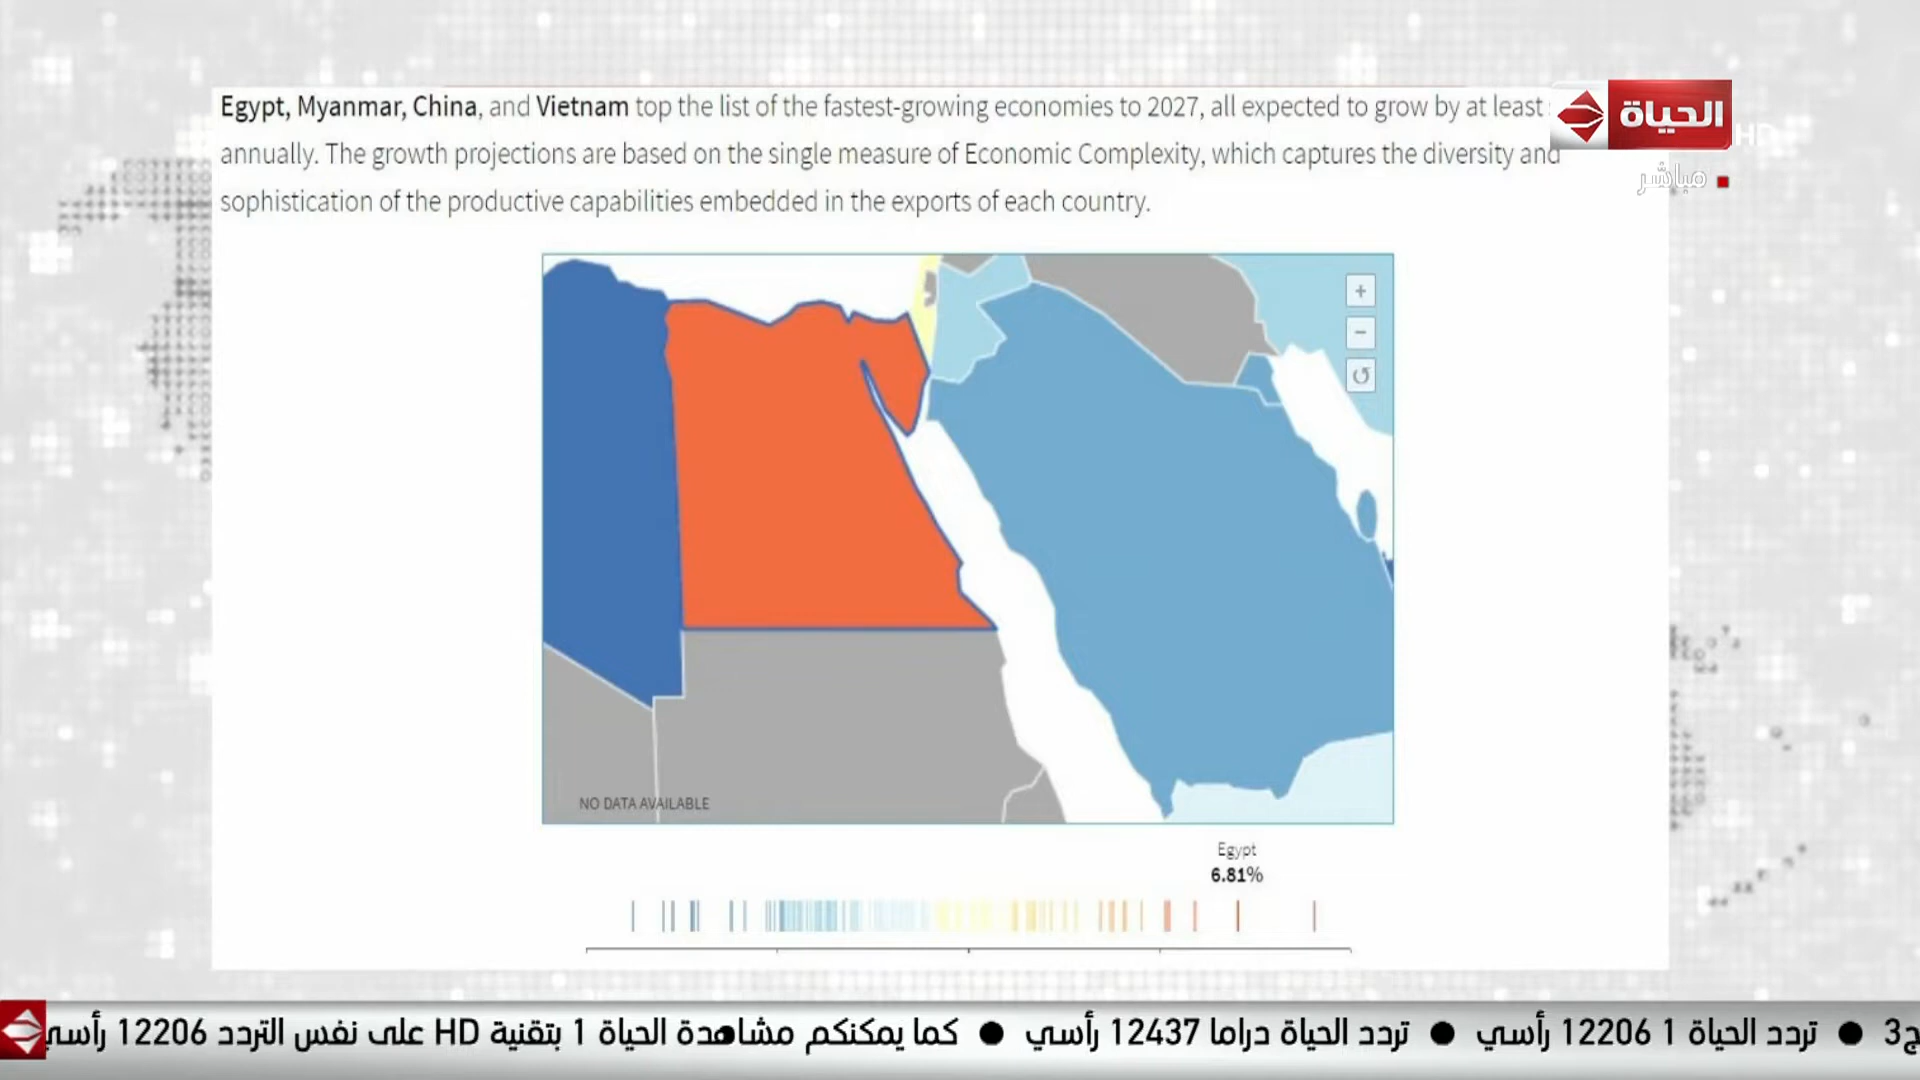 Egypt, Myanmar, China, and Vietnam top the list of the fastest-growing economies to 2027, all expected to grow by at least
annually. The growth projections are based on the single measure of Economic Complexity, which captures the diversity and
sophistication of the productive capabilities embedded in the exports of each country.
الحياة
HD
مباشر
+
−
↺
NO DATA AVAILABLE
Egypt
6.81%
ج3 ● تردد الحياة 1 12206 رأسي ● تردد الحياة دراما 12437 رأسي ● كما يمكنكم مشاهدة الحياة 1 بتقنية HD على نفس التردد 12206 رأسي